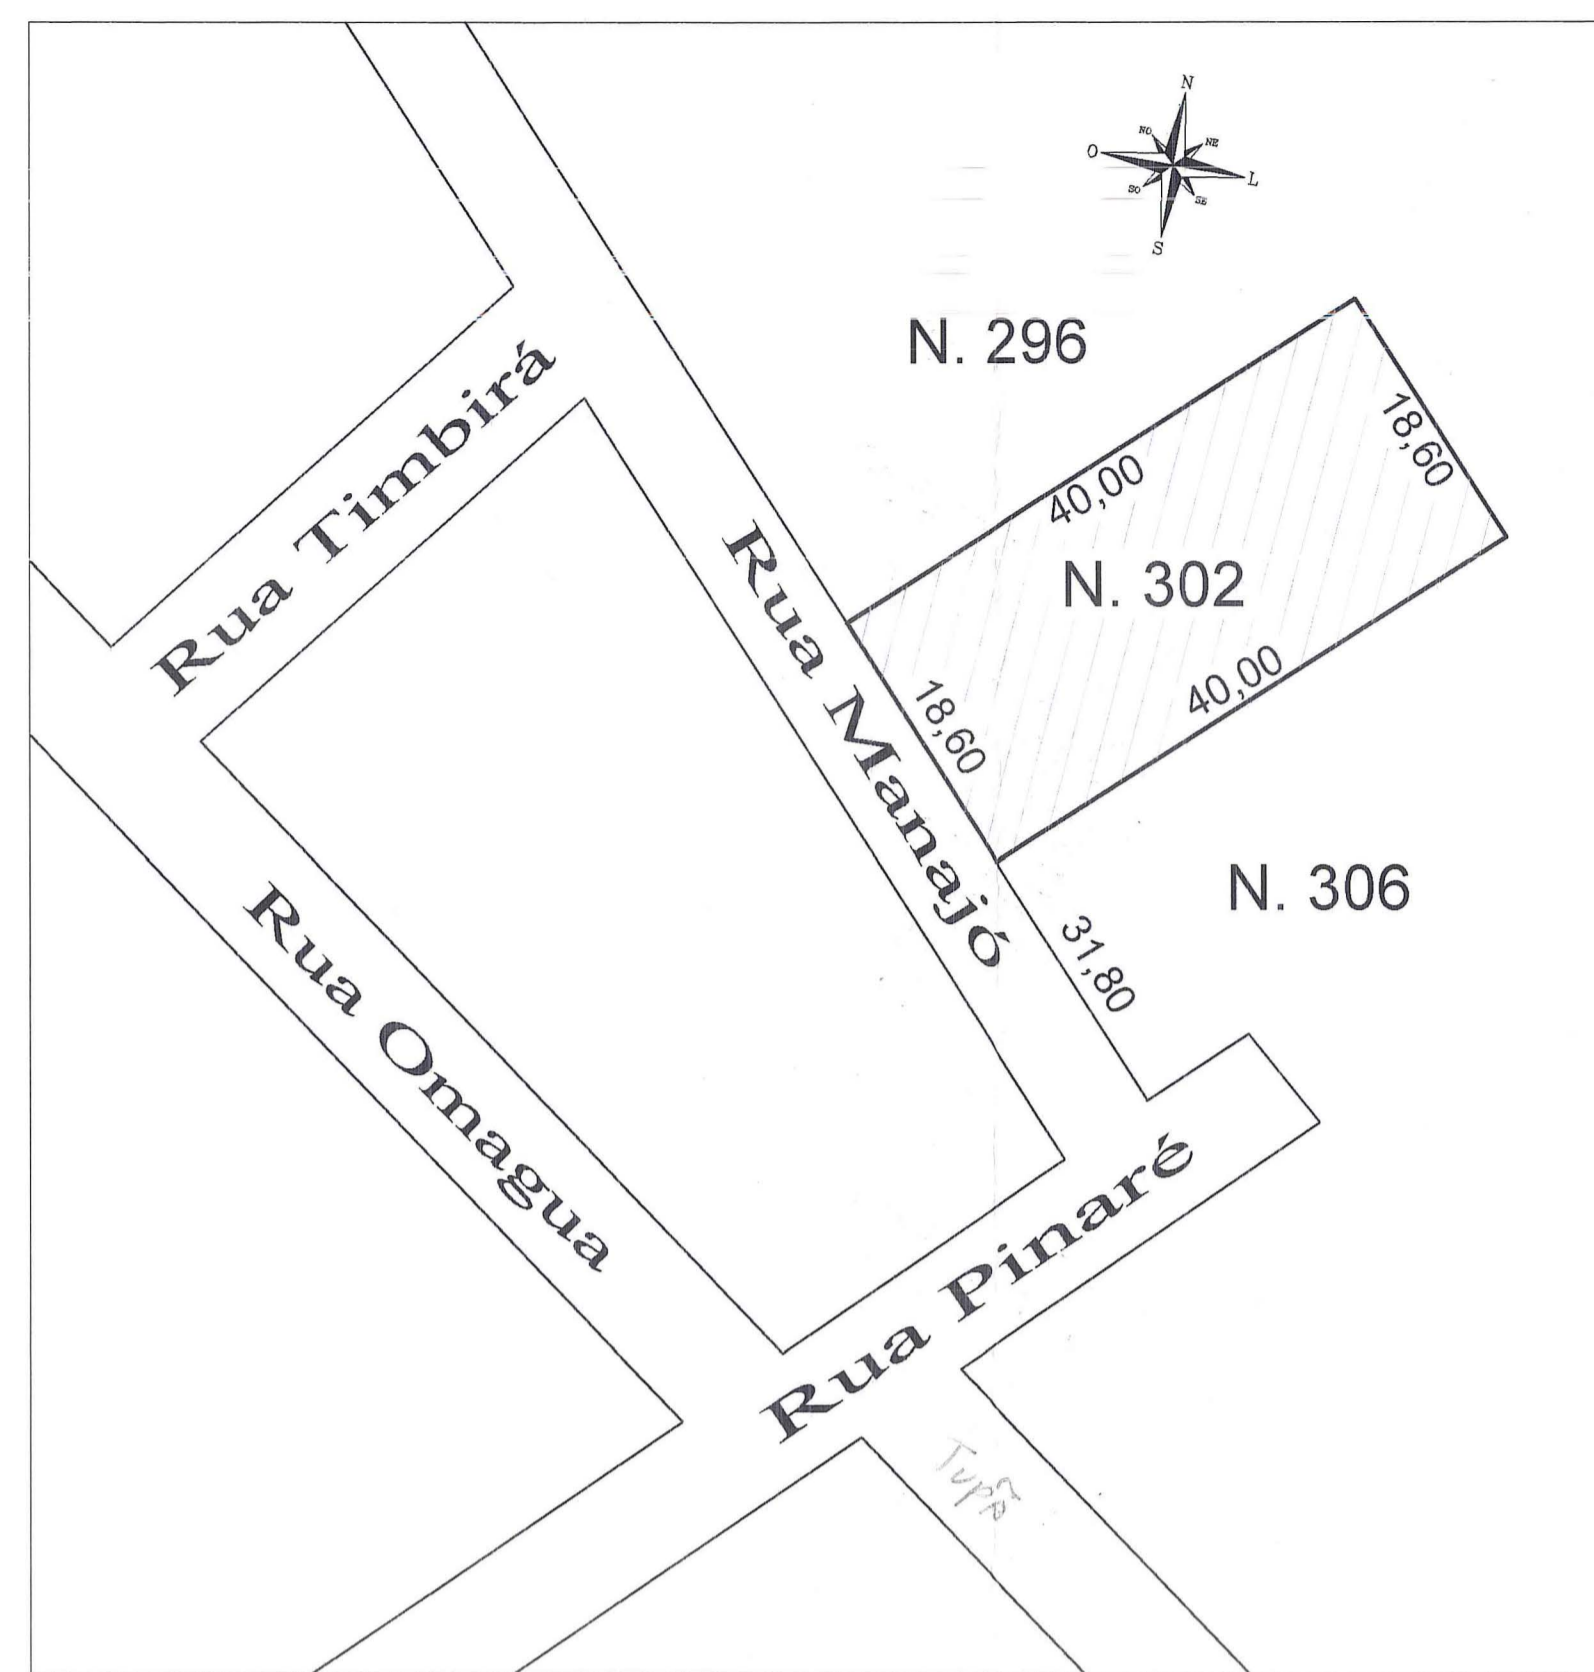 N
NO
NE
O
L
SO
SE
S
N. 296
Rua Timbirá
18,60
40,00
Rua Manajó
N. 302
40,00
18,60
N. 306
Rua Omagua
31,80
Rua Pinaré
Tupã